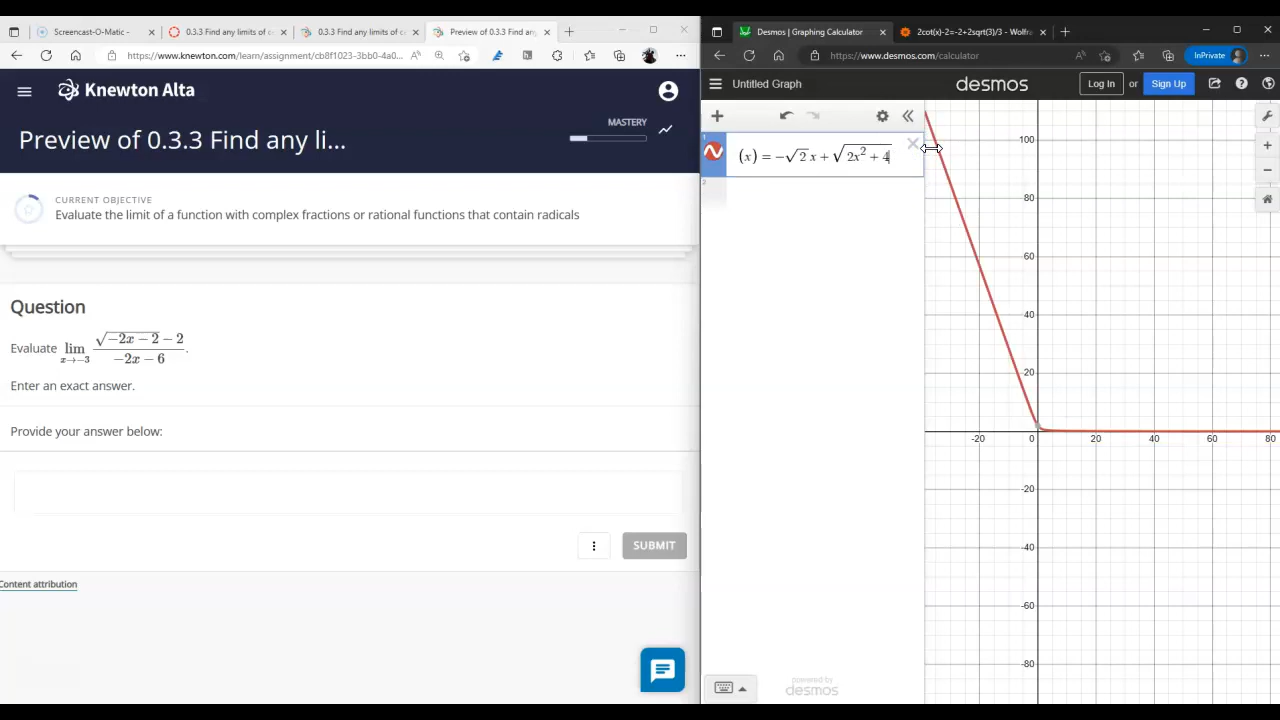 Screencast-O-Matic -
0.3.3 Find any limits of c
0.3.3 Find any limits of c
Preview of 0.3.3 Find any
https://www.knewton.com/learn/assignment/cb8f1023-3bb0-4a0...
Knewton Alta
Preview of 0.3.3 Find any li...
MASTERY
CURRENT OBJECTIVE
Evaluate the limit of a function with complex fractions or rational functions that contain radicals
Question
Evaluate lim x→−3 (√(−2x − 2) − 2)/(−2x − 6).
Enter an exact answer.
Provide your answer below:
SUBMIT
Content attribution
Desmos | Graphing Calculator
2cot(x)-2=-2+2sqrt(3)/3 - Wolfra
https://www.desmos.com/calculator
InPrivate
Untitled Graph
desmos
Log In or Sign Up
1
(x) = −√2 x + √(2x² + 4
2
100
80
60
40
20
-20 0 20 40 60 80
-20
-40
-60
-80
powered by
desmos